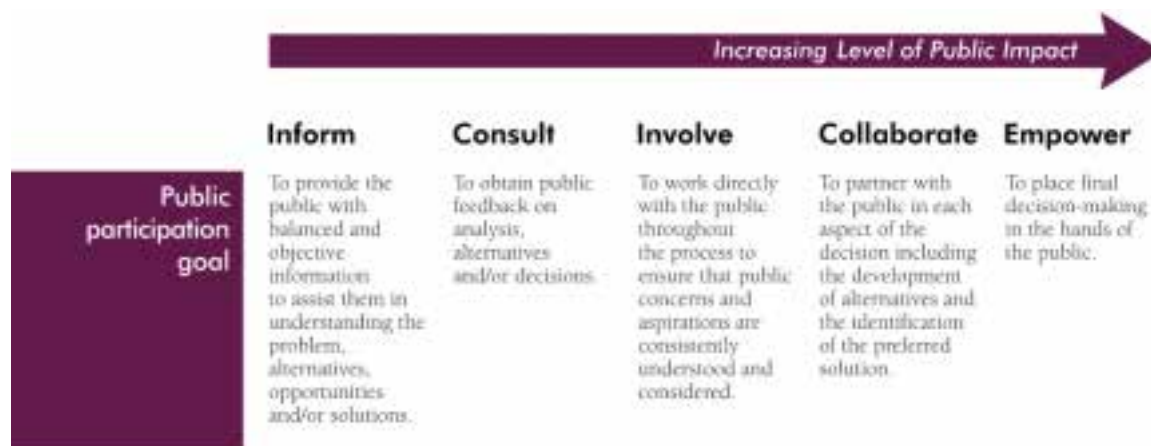 Increasing Level of Public Impact
Inform
Consult
Involve
Collaborate
Empower
Public
participation
goal
To provide the
public with
balanced and
objective
information
to assist them in
understanding the
problem,
alternatives,
opportunities
and/or solutions.
To obtain public
feedback on
analysis,
alternatives
and/or decisions.
To work directly
with the public
throughout
the process to
ensure that public
concerns and
aspirations are
consistently
understood and
considered.
To partner with
the public in each
aspect of the
decision including
the development
of alternatives and
the identification
of the preferred
solution.
To place final
decision-making
in the hands of
the public.